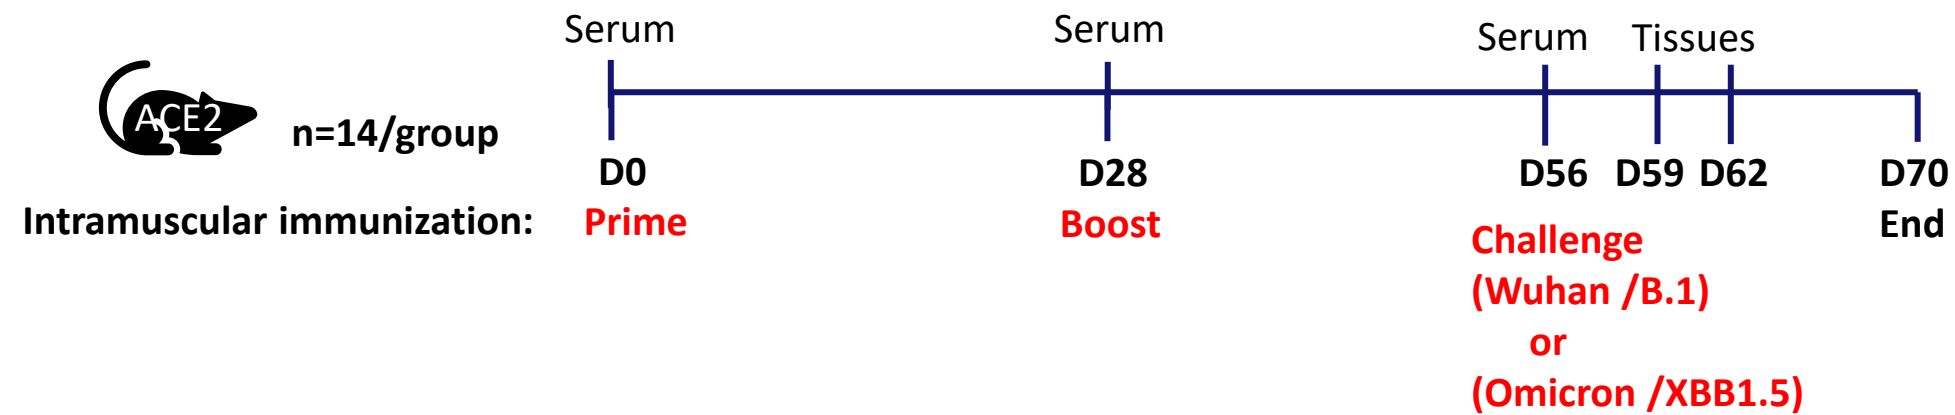 Serum Serum Serum Tissues
ACE2
n=14/group
D0 D28 D56 D59 D62 D70
Intramuscular immunization: Prime Boost End
Challenge
(Wuhan /B.1)
or
(Omicron /XBB1.5)